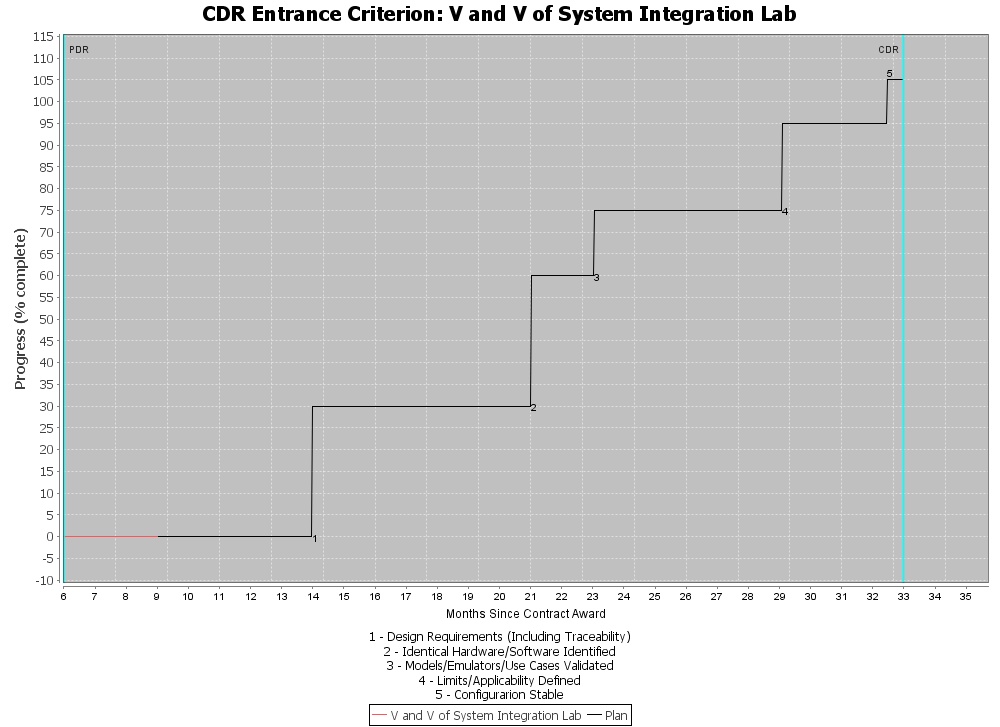 CDR Entrance Criterion: V and V of System Integration Lab
115
110
105
100
95
90
85
80
75
70
65
60
55
50
45
40
35
30
25
20
15
10
5
0
-5
-10
Progress (% complete)
PDR
CDR
5
4
3
2
1
6 7 8 9 10 11 12 13 14 15 16 17 18 19 20 21 22 23 24 25 26 27 28 29 30 31 32 33 34 35
Months Since Contract Award
1 - Design Requirements (Including Traceability)
2 - Identical Hardware/Software Identified
3 - Models/Emulators/Use Cases Validated
4 - Limits/Applicability Defined
5 - Configurarion Stable
V and V of System Integration Lab Plan